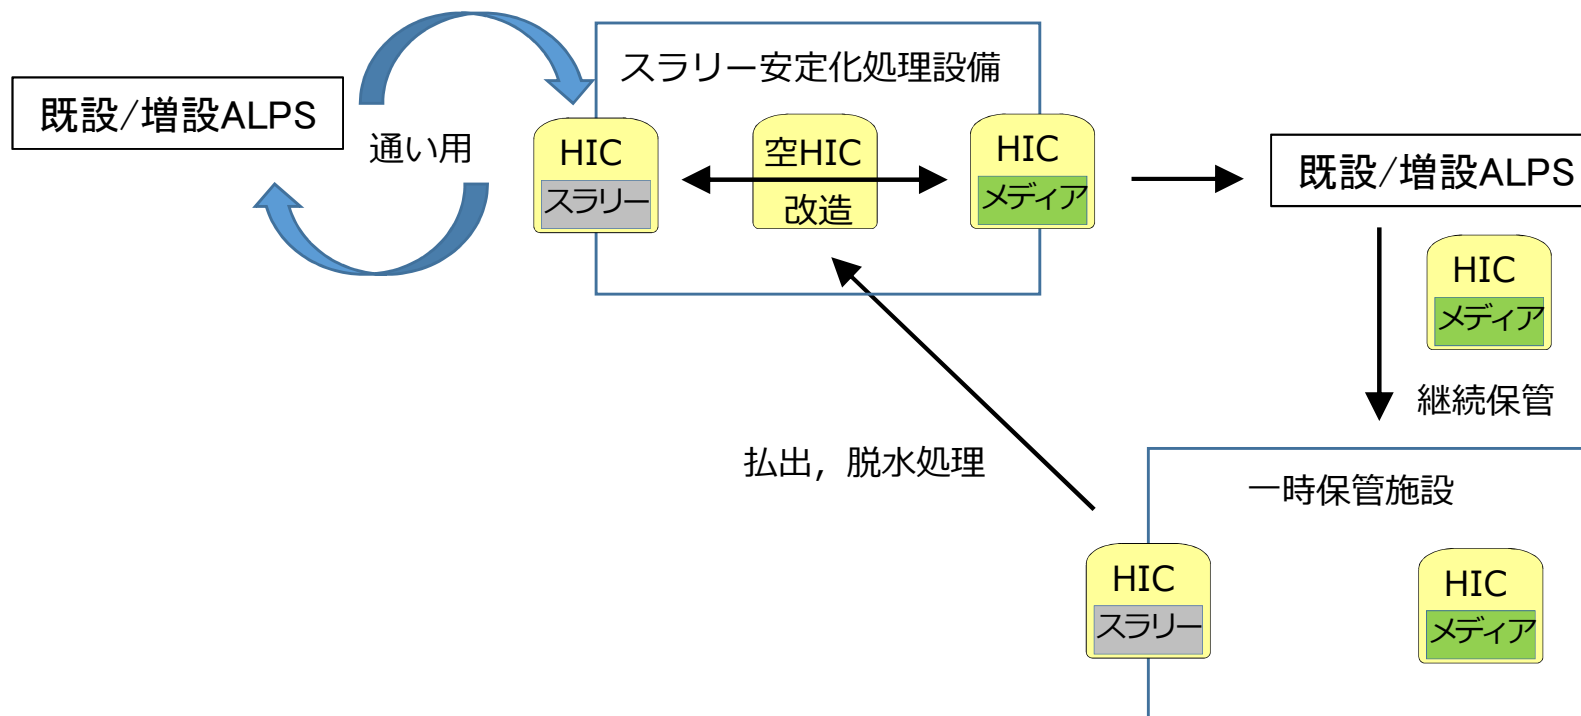 スラリー安定化処理設備
既設/増設ALPS
通い用
HIC
スラリー
空HIC
改造
HIC
メディア
既設/増設ALPS
HIC
メディア
継続保管
払出，脱水処理
一時保管施設
HIC
スラリー
HIC
メディア